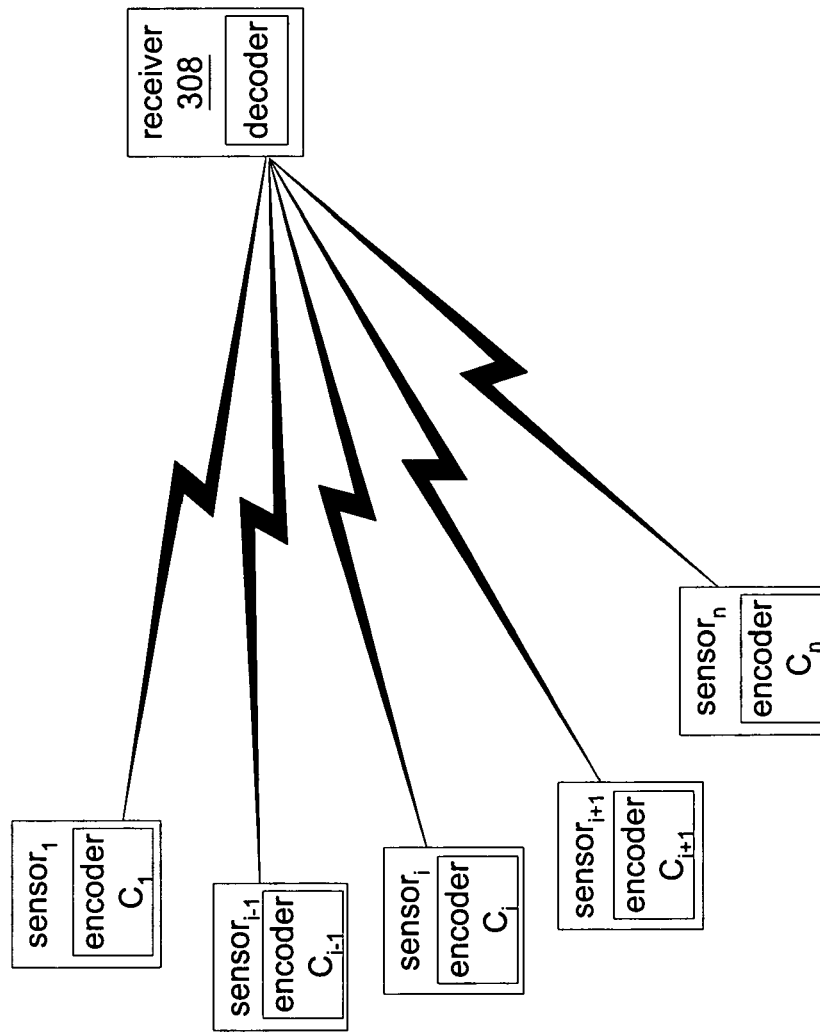 receiver
308
decoder
sensor₁
encoder
C₁
sensorᵢ₋₁
encoder
Cᵢ₋₁
sensorᵢ
encoder
Cᵢ
sensorᵢ₊₁
encoder
Cᵢ₊₁
sensorₙ
encoder
Cₙ